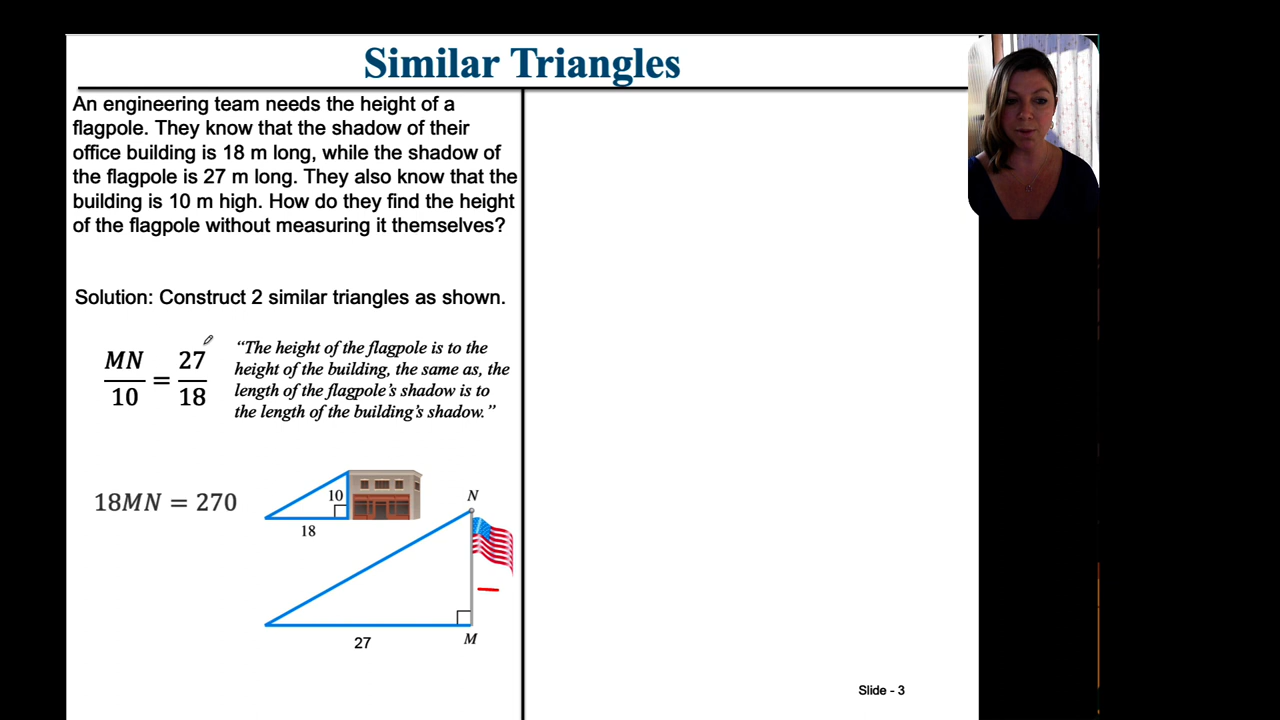 Similar Triangles
An engineering team needs the height of a
flagpole. They know that the shadow of their
office building is 18 m long, while the shadow of
the flagpole is 27 m long. They also know that the
building is 10 m high. How do they find the height
of the flagpole without measuring it themselves?
Solution: Construct 2 similar triangles as shown.
MN/10 = 27/18
“The height of the flagpole is to the
height of the building, the same as, the
length of the flagpole’s shadow is to
the length of the building’s shadow.”
18MN = 270
10
18
N
27
M
Slide - 3